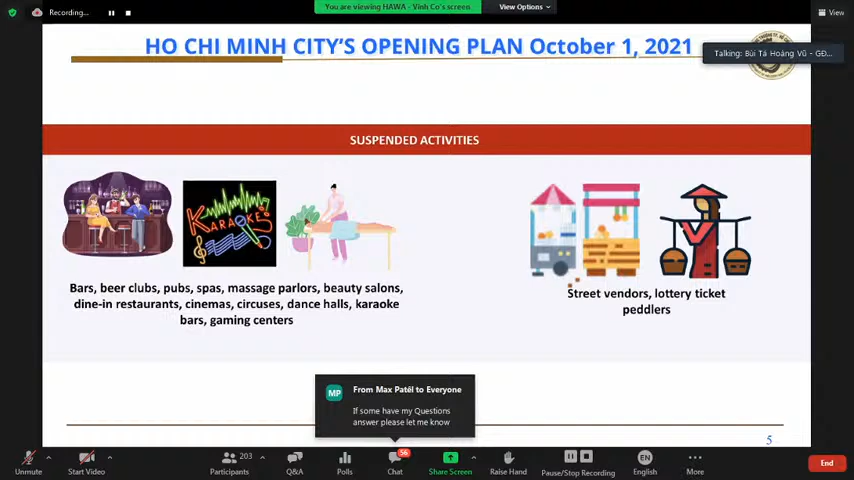 Recording...
You are viewing HAWA - Vinh Co's screen
View Options
View
HO CHI MINH CITY'S OPENING PLAN October 1, 2021
Talking: Bùi Tá Hoàng Vũ - GĐ...
SUSPENDED ACTIVITIES
KARAOKE
Bars, beer clubs, pubs, spas, massage parlors, beauty salons,
dine-in restaurants, cinemas, circuses, dance halls, karaoke
bars, gaming centers
Street vendors, lottery ticket
peddlers
MP
From Max Patel to Everyone
If some have my Questions
answer please let me know
5
Unmute
Start Video
203
Participants
Q&A
Polls
56
Chat
Share Screen
Raise Hand
Pause/Stop Recording
EN
English
More
End